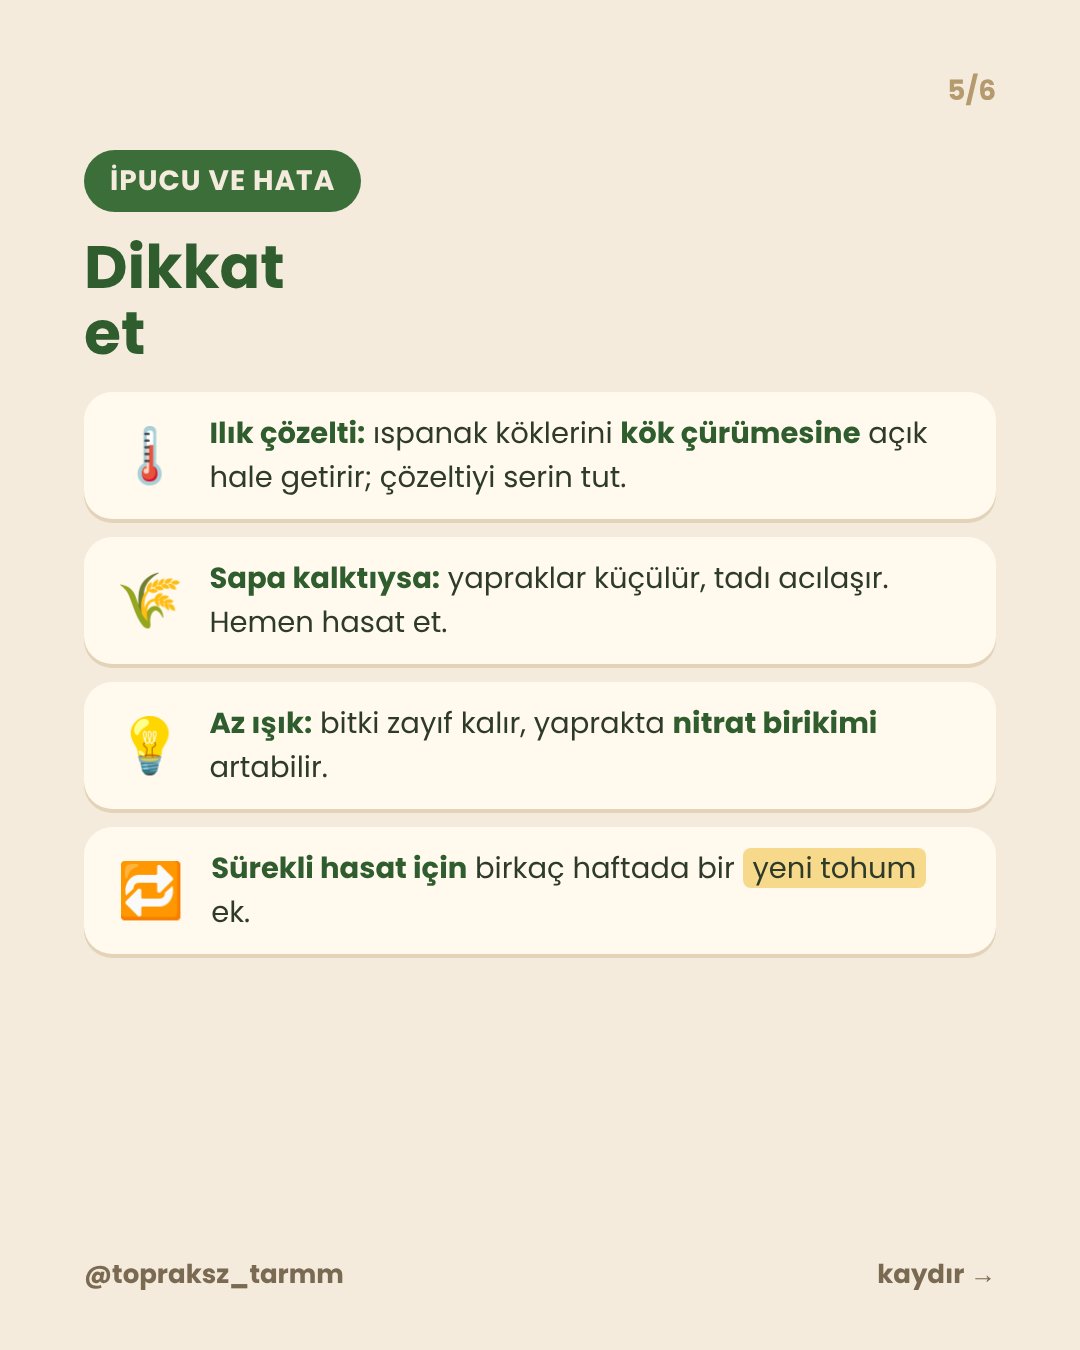 5/6
İPUCU VE HATA
Dikkat
et
Ilık çözelti: ıspanak köklerini kök çürümesine açık
hale getirir; çözeltiyi serin tut.
Sapa kalktıysa: yapraklar küçülür, tadı acılaşır.
Hemen hasat et.
Az ışık: bitki zayıf kalır, yaprakta nitrat birikimi
artabilir.
Sürekli hasat için birkaç haftada bir yeni tohum
ek.
@topraksz_tarmm
kaydır →